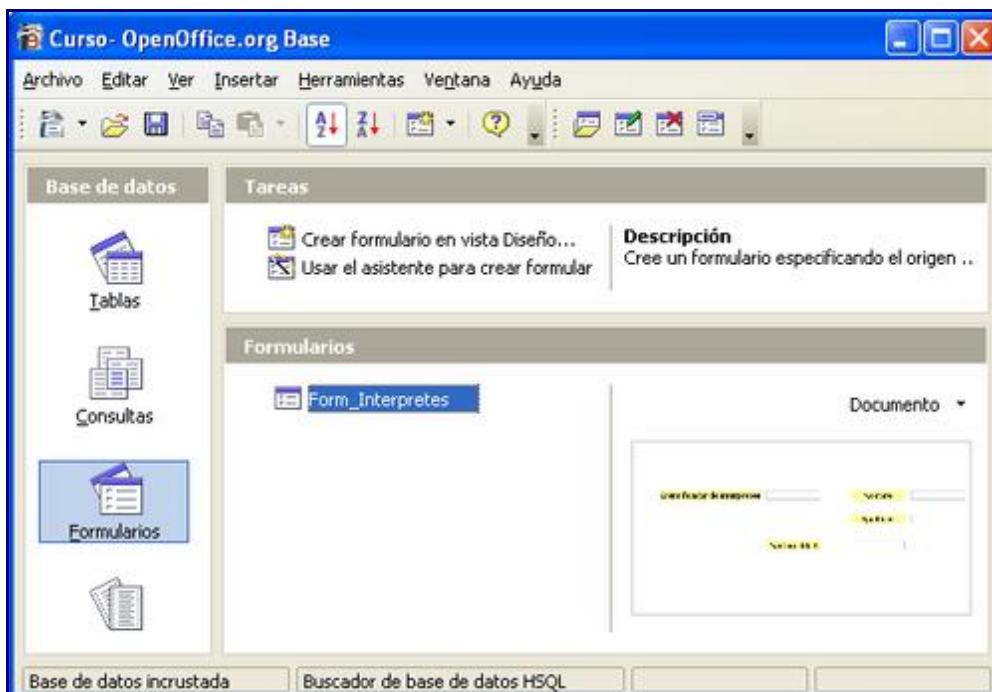 Curso- OpenOffice.org Base
Archivo Editar Ver Insertar Herramientas Ventana Ayuda
Base de datos
Tablas
Consultas
Formularios
Tareas
Crear formulario en vista Diseño...
Usar el asistente para crear formular
Descripción
Cree un formulario especificando el origen ..
Formularios
Form_Interpretes
Documento
Base de datos incrustada
Buscador de base de datos HSQL